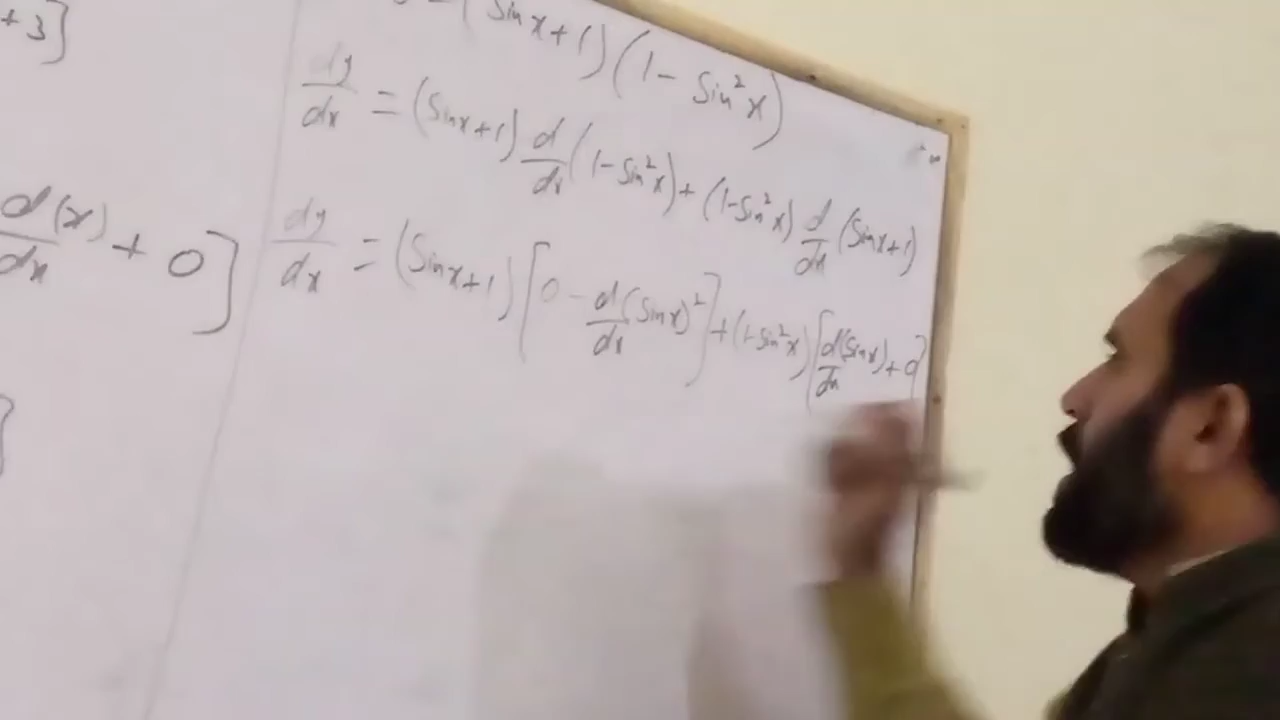 + 3]
(Sin x + 1)(1 - Sin² x)
dy/dx = (Sin x + 1) d/dx (1 - Sin² x) + (1 - Sin² x) d/dx (Sin x + 1)
d(x)/dx + 0]
dy/dx = (Sin x + 1) [0 - d/dx (Sin x)²] + (1 - Sin² x) [d(Sin x)/dx + 0]
]